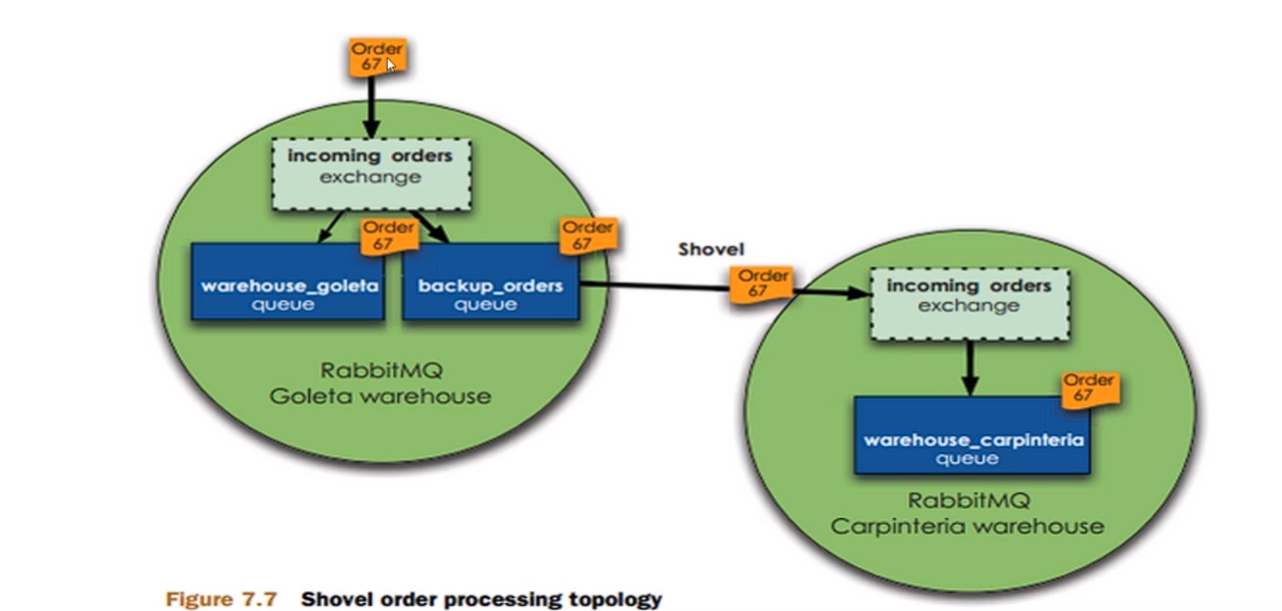 Order
67
incoming orders
exchange
Order
67
Order
67
warehouse_goleta
queue
backup_orders
queue
RabbitMQ
Goleta warehouse
Shovel
Order
67
incoming orders
exchange
Order
67
warehouse_carpinteria
queue
RabbitMQ
Carpinteria warehouse
Figure 7.7 Shovel order processing topology